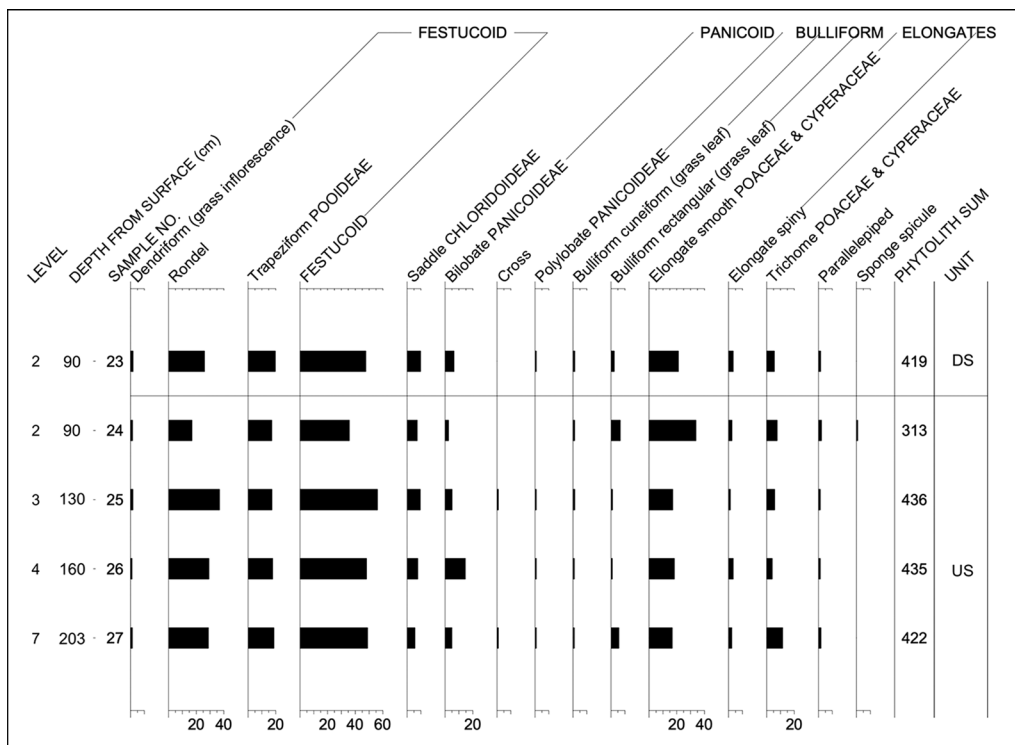 FESTUCOID PANICOID BULLIFORM ELONGATES
LEVEL
DEPTH FROM SURFACE (cm)
SAMPLE NO.
Dendriform (grass inflorescence)
Rondel
Trapeziform POOIDEAE
FESTUCOID
Saddle CHLORIDOIDEAE
Bilobate PANICOIDEAE
Cross
Polylobate PANICOIDEAE
Bulliform cuneiform (grass leaf)
Bulliform rectangular (grass leaf)
Elongate smooth POACEAE & CYPERACEAE
Elongate spiny
Trichome POACEAE & CYPERACEAE
Parallelepiped
Sponge spicule
PHYTOLITH SUM
UNIT
2 90 23 419 DS
2 90 24 313
3 130 25 436
4 160 26 435 US
7 203 27 422
20 40 20 20 40 60 20 20 40 20